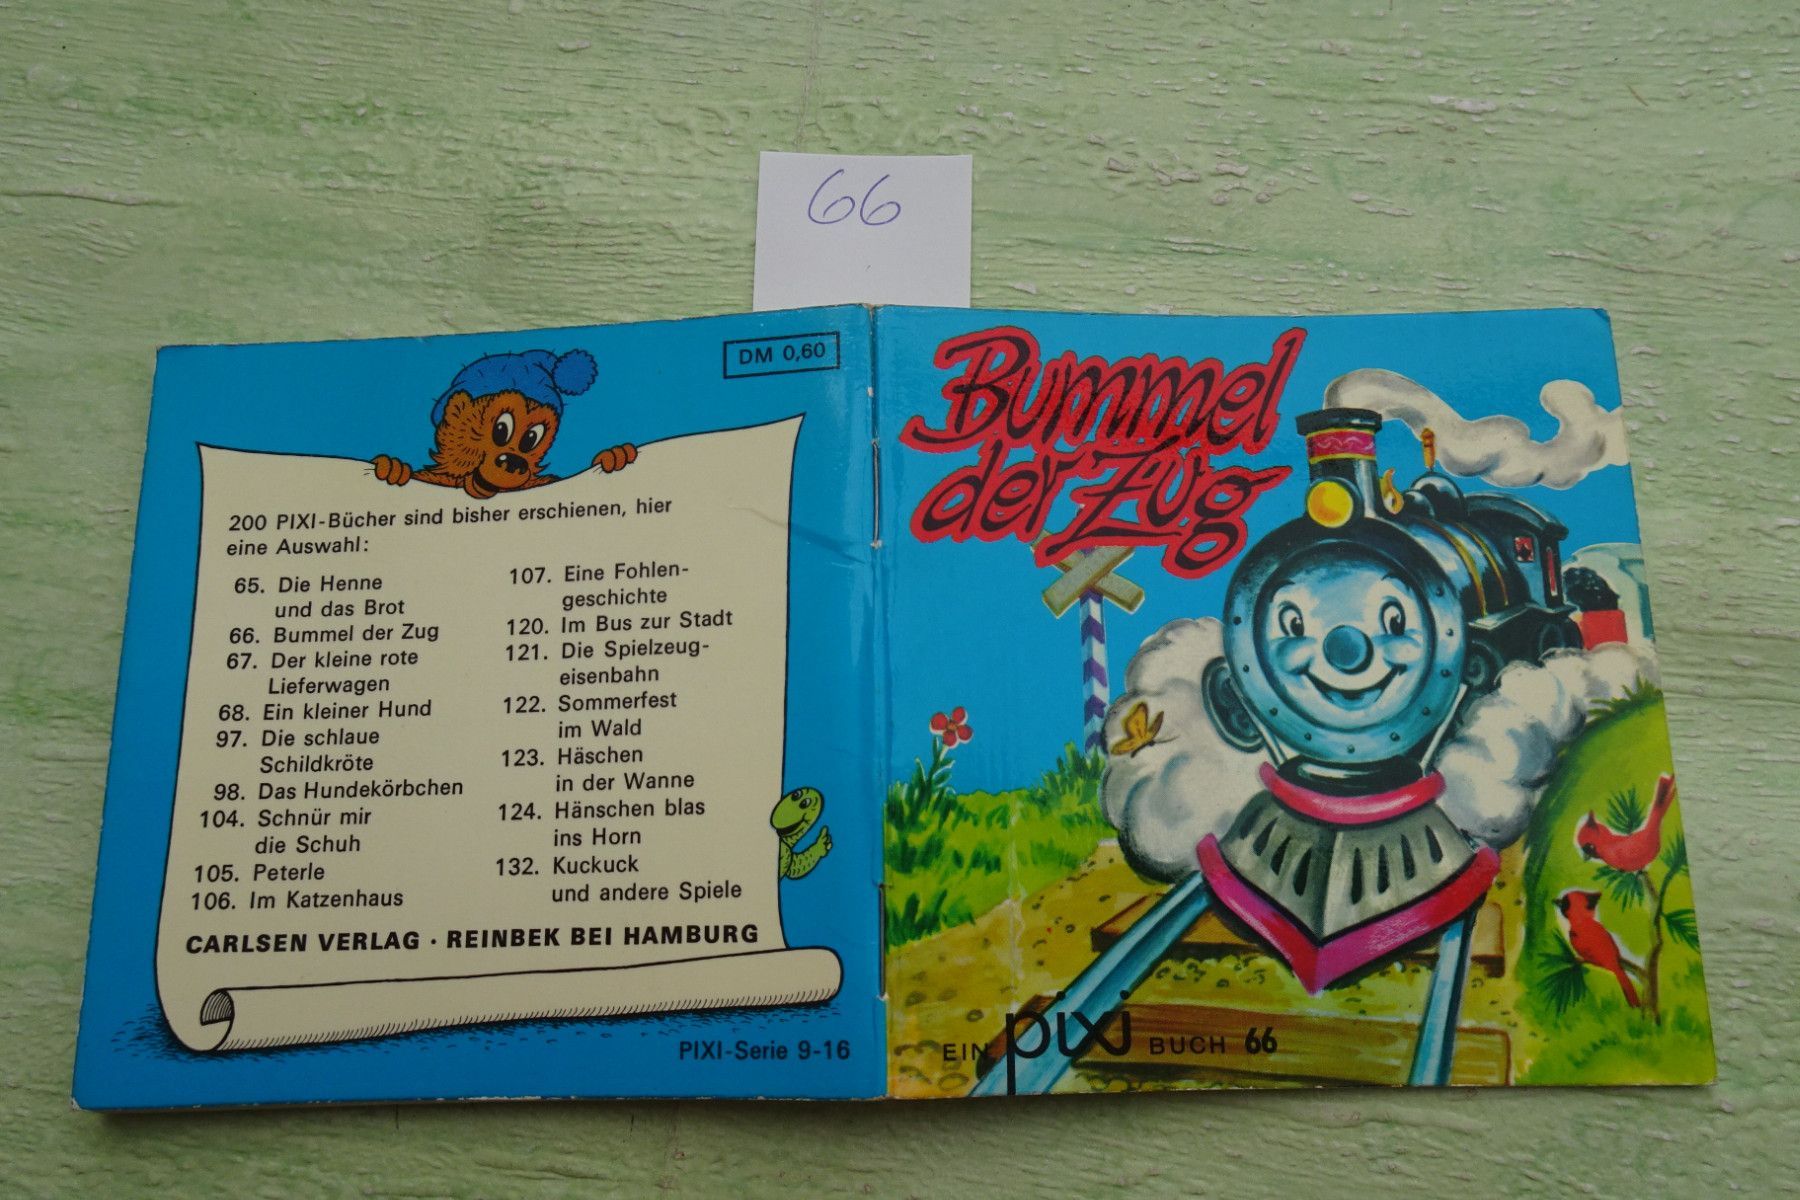 66
DM 0,60
200 PIXI-Bücher sind bisher erschienen, hier
eine Auswahl:
65. Die Henne
und das Brot
66. Bummel der Zug
67. Der kleine rote
Lieferwagen
68. Ein kleiner Hund
97. Die schlaue
Schildkröte
98. Das Hundekörbchen
104. Schnür mir
die Schuh
105. Peterle
106. Im Katzenhaus
107. Eine Fohlen-
geschichte
120. Im Bus zur Stadt
121. Die Spielzeug-
eisenbahn
122. Sommerfest
im Wald
123. Häschen
in der Wanne
124. Hänschen blas
ins Horn
132. Kuckuck
und andere Spiele
CARLSEN VERLAG · REINBEK BEI HAMBURG
PIXI-Serie 9-16
Bummel
der Zug
EIN pixi BUCH 66